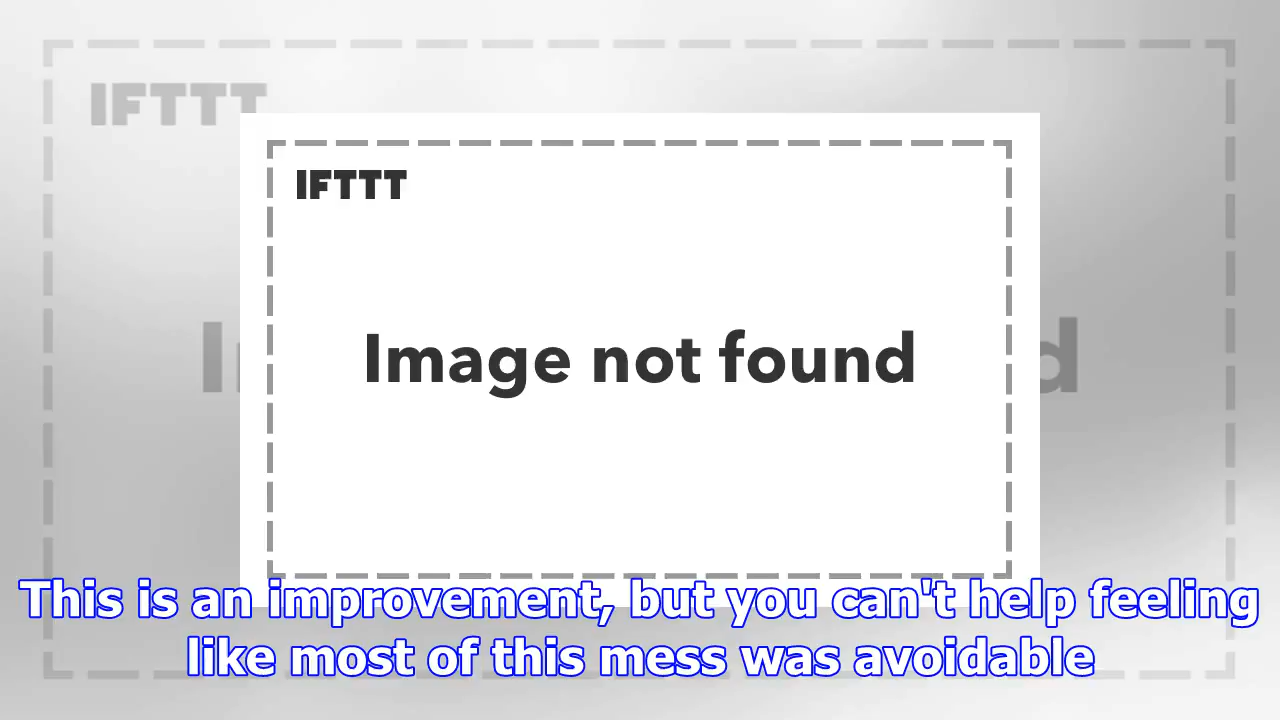 IFTTT
IFTTT
Image not found
This is an improvement, but you can't help feeling
like most of this mess was avoidable